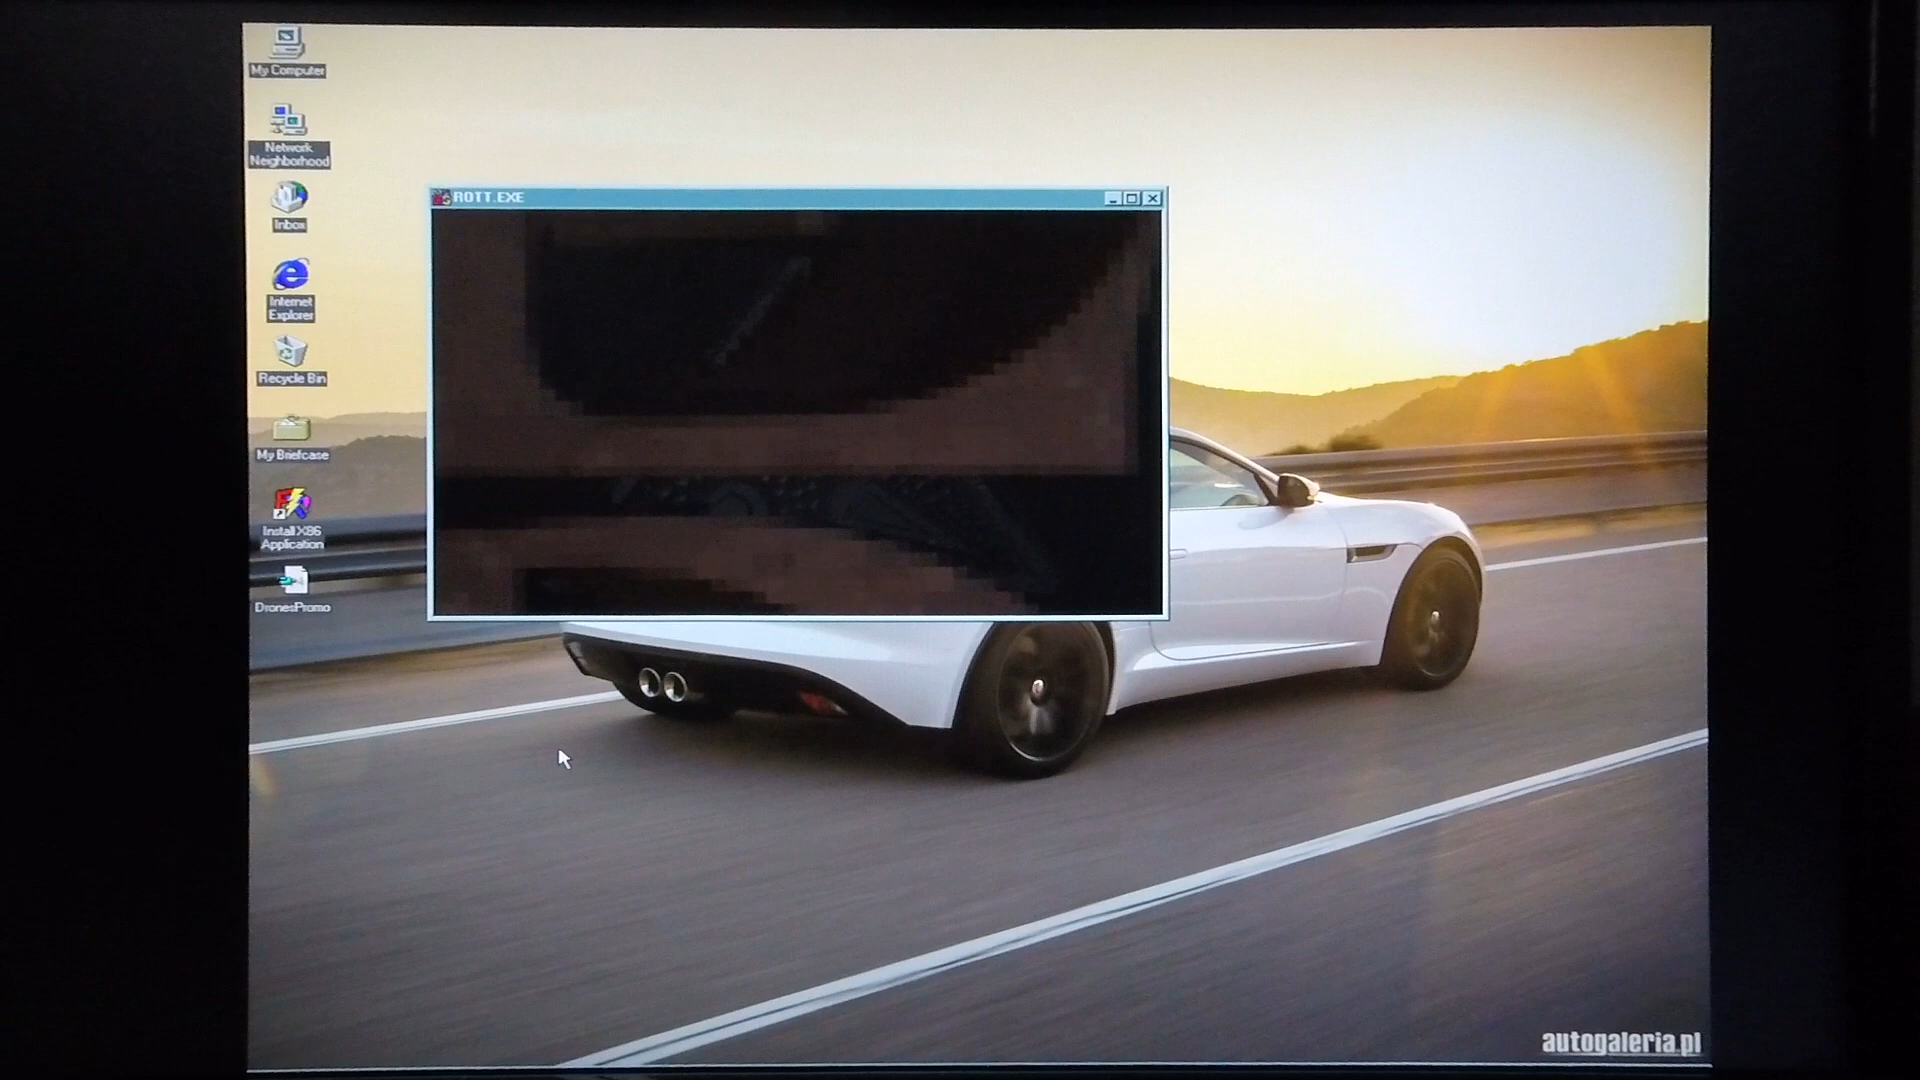 My Computer
Network
Neighborhood
Inbox
Internet
Explorer
Recycle Bin
My Briefcase
Install X86
Application
DronesPromo
ROTT.EXE
autogaleria.pl